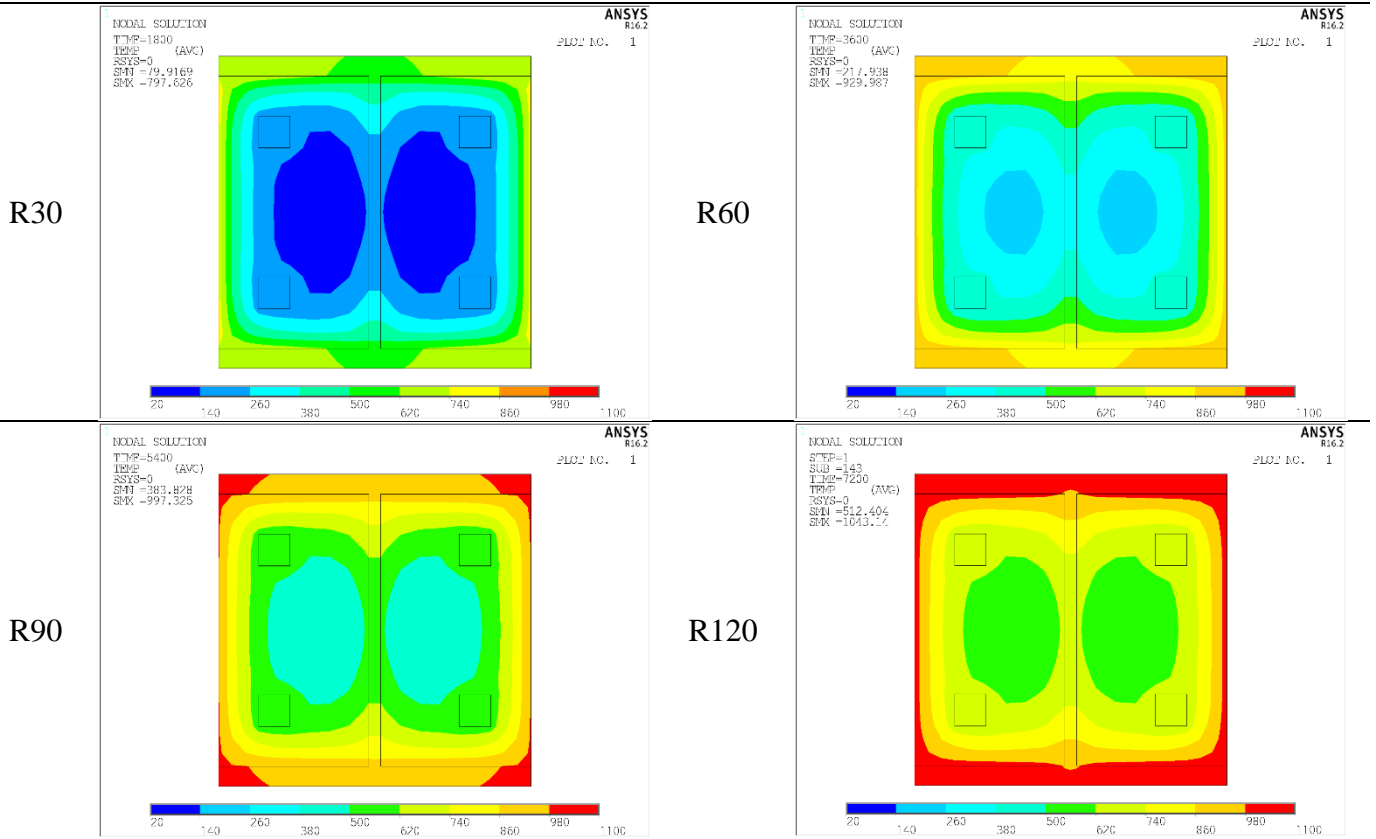 R30
1
NODAL SOLUTION
TIME=1800
TEMP (AVG)
RSYS=0
SMN =79.9169
SMX =797.626
ANSYS
R16.2
PLOT NO. 1
20 140 260 380 500 620 740 860 980 1100
R60
1
NODAL SOLUTION
TIME=3600
TEMP (AVG)
RSYS=0
SMN =217.938
SMX =929.987
ANSYS
R16.2
PLOT NO. 1
20 140 260 380 500 620 740 860 980 1100
R90
1
NODAL SOLUTION
TIME=5400
TEMP (AVG)
RSYS=0
SMN =383.828
SMX =997.325
ANSYS
R16.2
PLOT NO. 1
20 140 260 380 500 620 740 860 980 1100
R120
1
NODAL SOLUTION
STEP=1
SUB =143
TIME=7200
TEMP (AVG)
RSYS=0
SMN =512.404
SMX =1043.14
ANSYS
R16.2
PLOT NO. 1
20 140 260 380 500 620 740 860 980 1100